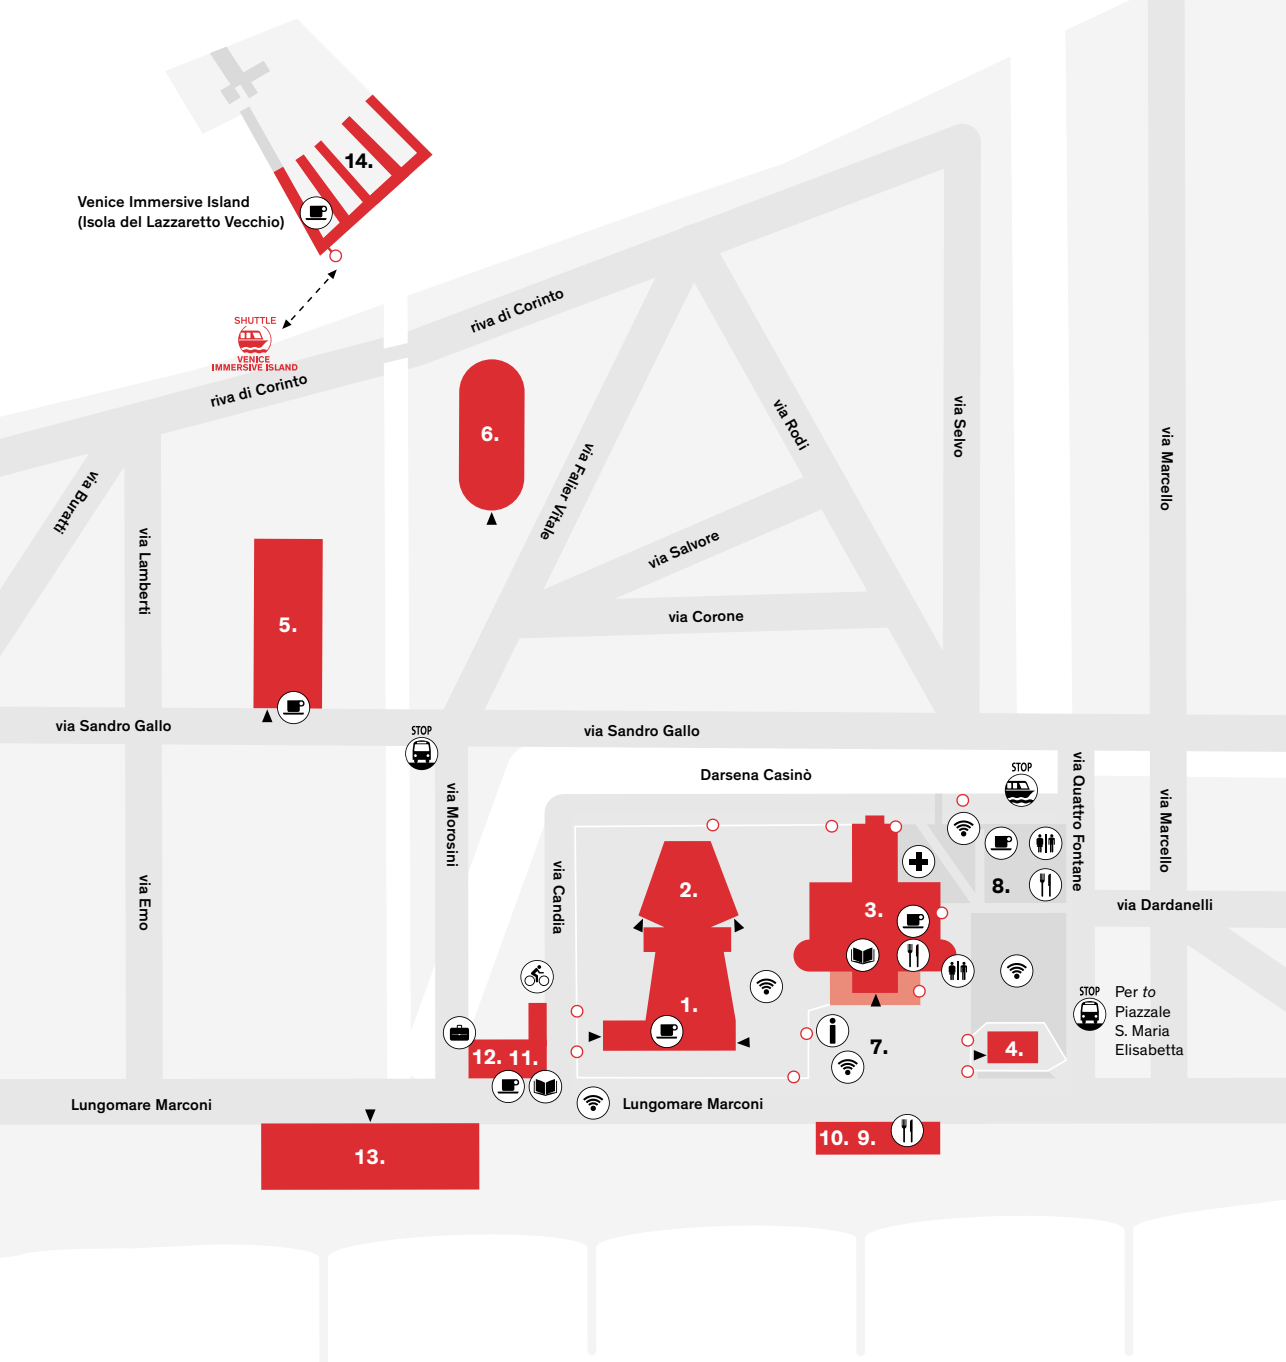 14.
Venice Immersive Island
(Isola del Lazzaretto Vecchio)
SHUTTLE
VENICE
IMMERSIVE ISLAND
riva di Corinto
riva di Corinto
6.
via Falier Vitale
via Rodi
via Selvo
via Marcello
via Buratti
via Lamberti
via Salvore
5.
via Corone
via Sandro Gallo
STOP
via Sandro Gallo
Darsena Casinò
STOP
via Quattro Fontane
via Morosini
via Marcello
via Emo
via Candia
2.
3.
8.
via Dardanelli
1.
STOP
Per to
Piazzale
S. Maria
Elisabetta
7.
4.
12. 11.
Lungomare Marconi
Lungomare Marconi
13.
10. 9.